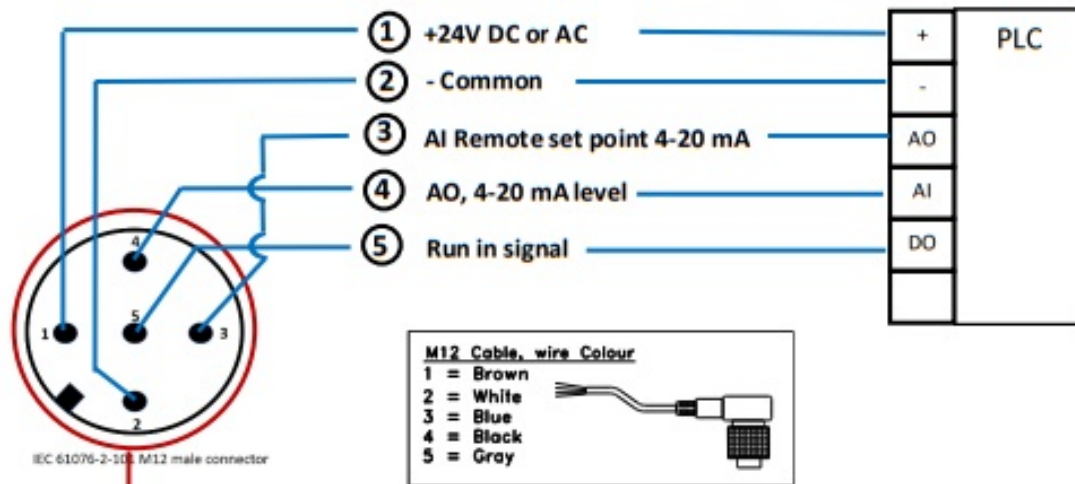 1 +24V DC or AC
2 - Common
3 AI Remote set point 4-20 mA
4 AO, 4-20 mA level
5 Run in signal
+ PLC
-
AO
AI
DO
4
5
1
3
2
IEC 61076-2-101 M12 male connector
M12 Cable, wire Colour
1 = Brown
2 = White
3 = Blue
4 = Black
5 = Gray